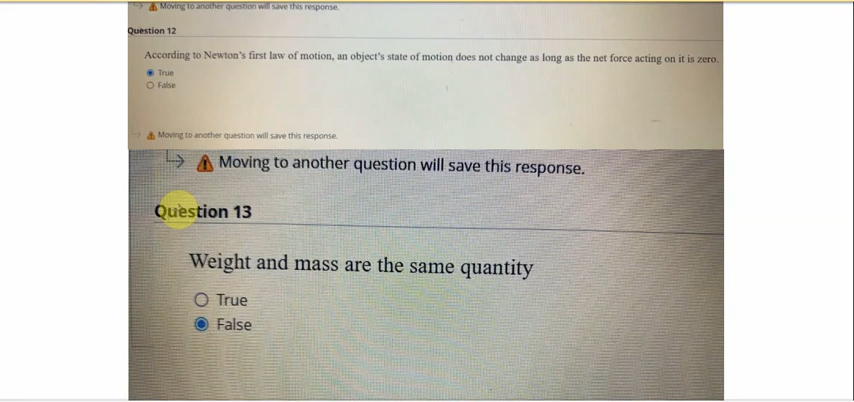 Moving to another question will save this response.
Question 12
According to Newton's first law of motion, an object's state of motion does not change as long as the net force acting on it is zero.
True
False
Moving to another question will save this response.
Moving to another question will save this response.
Question 13
Weight and mass are the same quantity
True
False